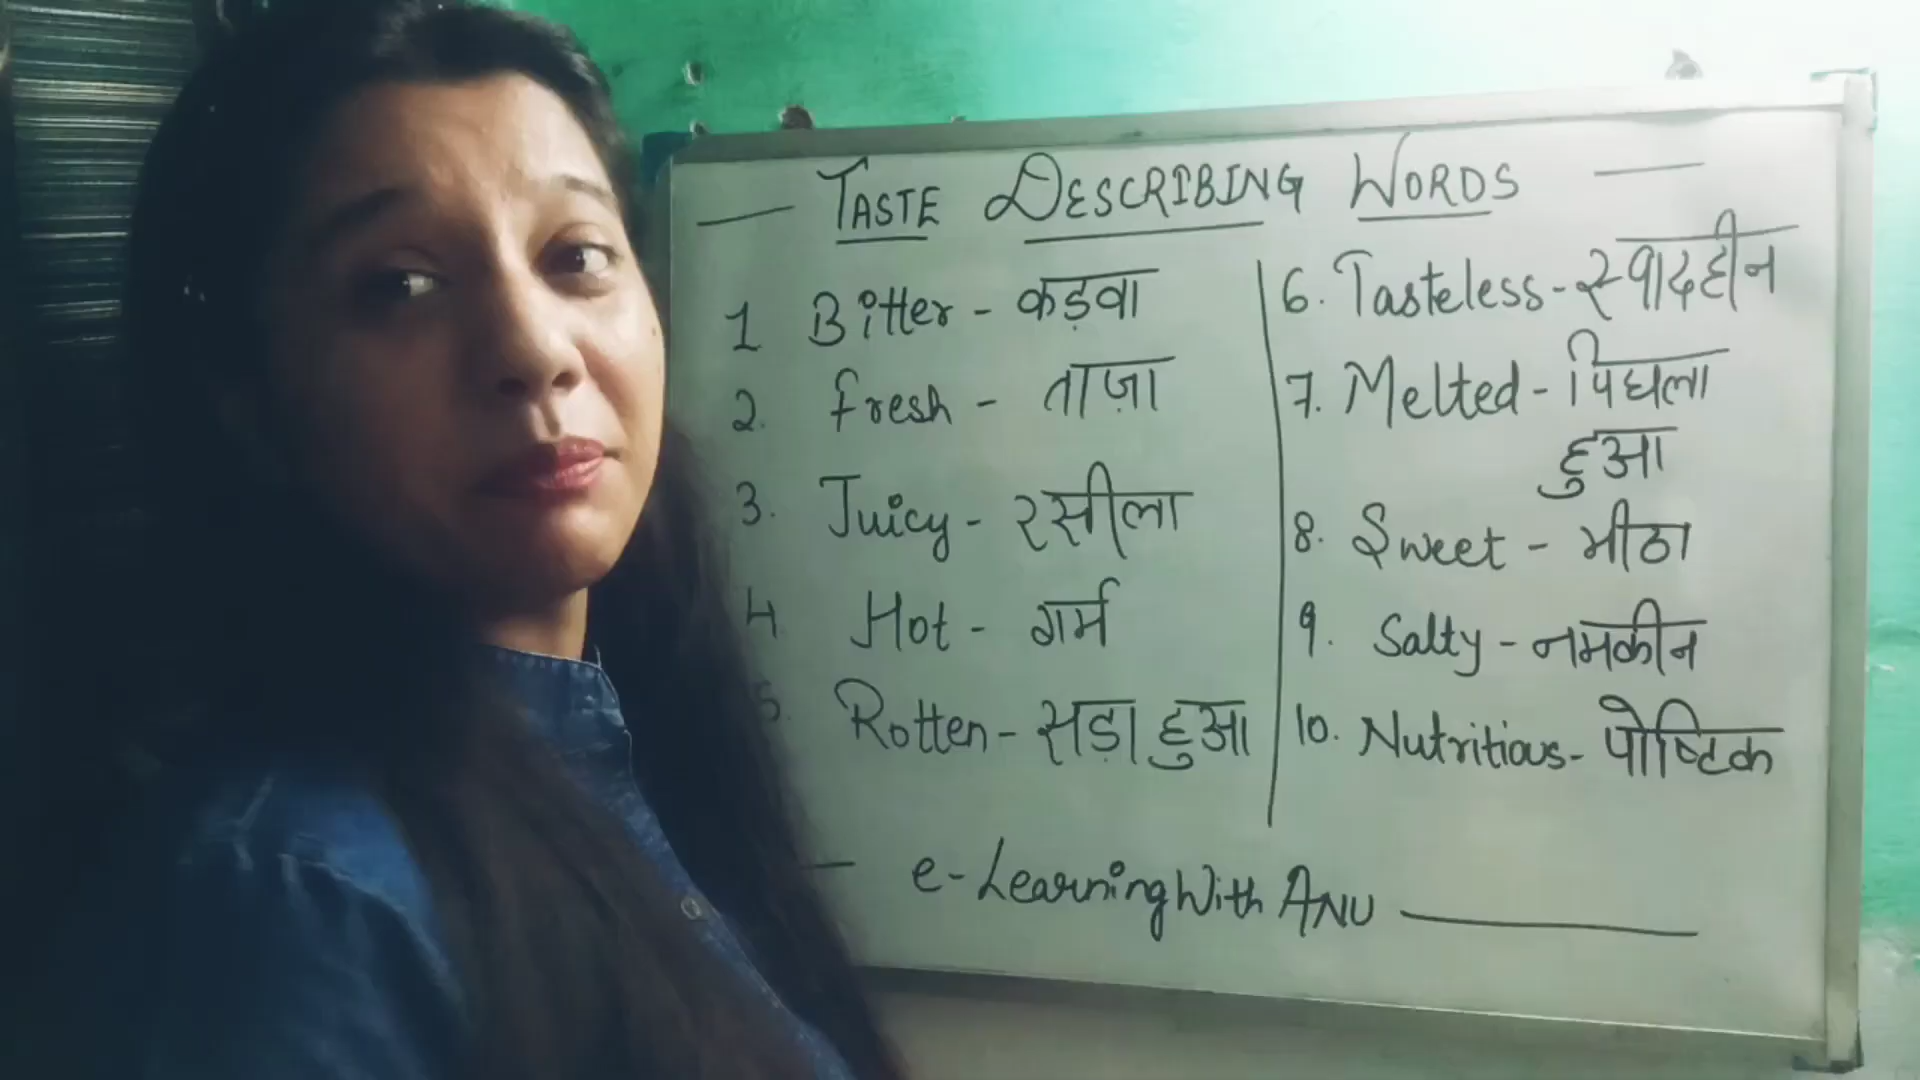 — TASTE DESCRIBING WORDS —
1 Bitter - कड़वा
2. fresh - ताज़ा
3. Juicy - रसीला
4 Hot - गर्म
5. Rotten - सड़ा हुआ
6. Tasteless - स्वादहीन
7. Melted - पिघला
हुआ
8. Sweet - मीठा
9. Salty - नमकीन
10. Nutritious - पोष्टिक
— e-Learning With ANU —